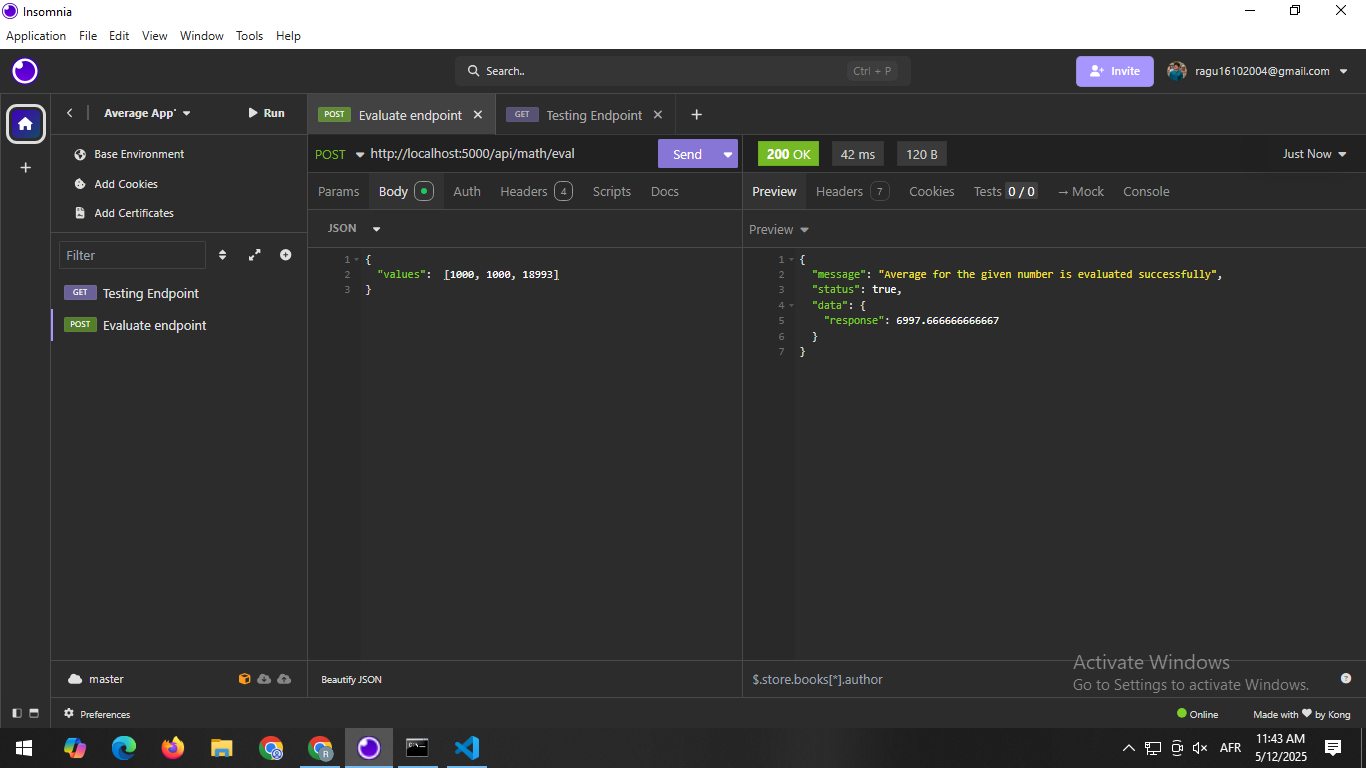 Insomnia
Application File Edit View Window Tools Help
Search.. Ctrl + P
Invite
ragu16102004@gmail.com
Average App'
Run
POST Evaluate endpoint
GET Testing Endpoint
Base Environment
Add Cookies
Add Certificates
Filter
GET Testing Endpoint
POST Evaluate endpoint
POST http://localhost:5000/api/math/eval Send
Params Body Auth Headers 4 Scripts Docs
JSON
1 {
2 "values": [1000, 1000, 18993]
3 }
200 OK 42 ms 120 B Just Now
Preview Headers 7 Cookies Tests 0 / 0 → Mock Console
Preview
1 {
2 "message": "Average for the given number is evaluated successfully",
3 "status": true,
4 "data": {
5 "response": 6997.666666666667
6 }
7 }
Activate Windows
Go to Settings to activate Windows.
master
Beautify JSON
$.store.books[*].author
Preferences
Online
Made with by Kong
AFR
11:43 AM
5/12/2025